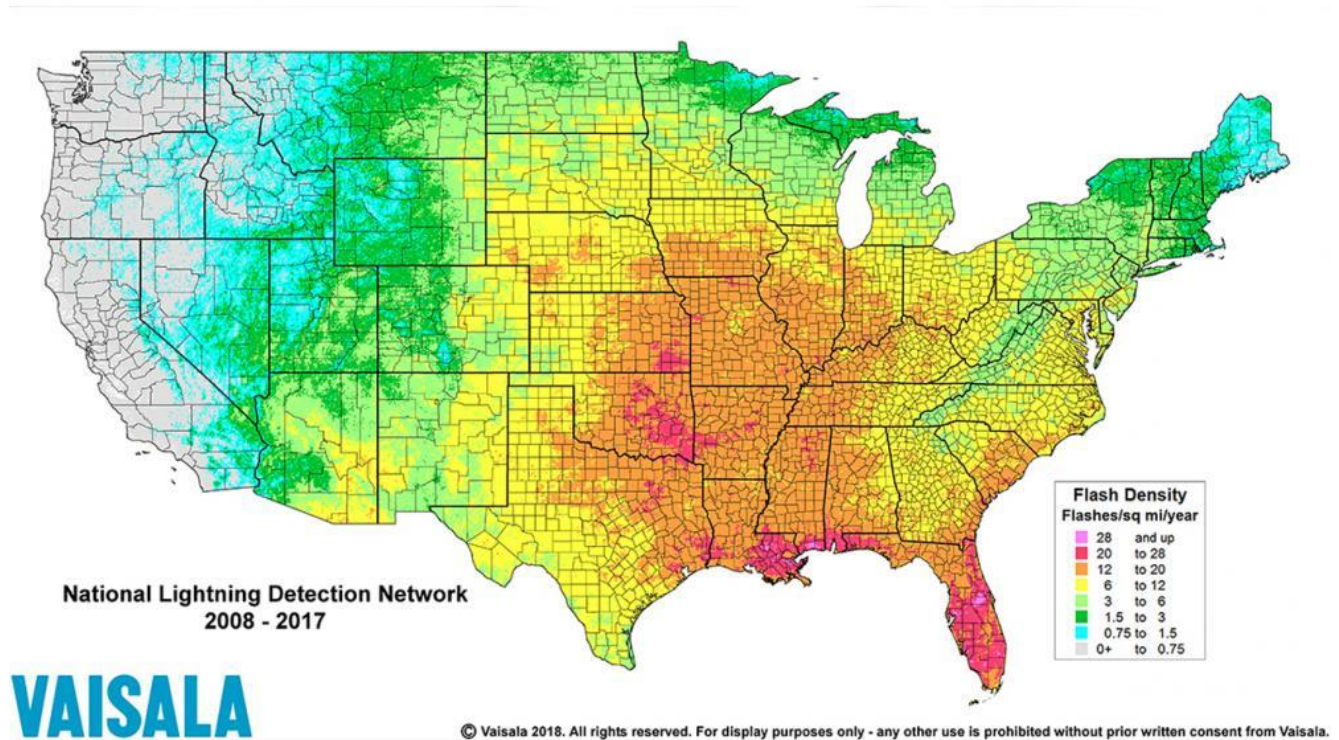 National Lightning Detection Network
2008 - 2017
Flash Density
Flashes/sq mi/year
28 and up
20 to 28
12 to 20
6 to 12
3 to 6
1.5 to 3
0.75 to 1.5
0+ to 0.75
VAISALA
© Vaisala 2018. All rights reserved. For display purposes only - any other use is prohibited without prior written consent from Vaisala.